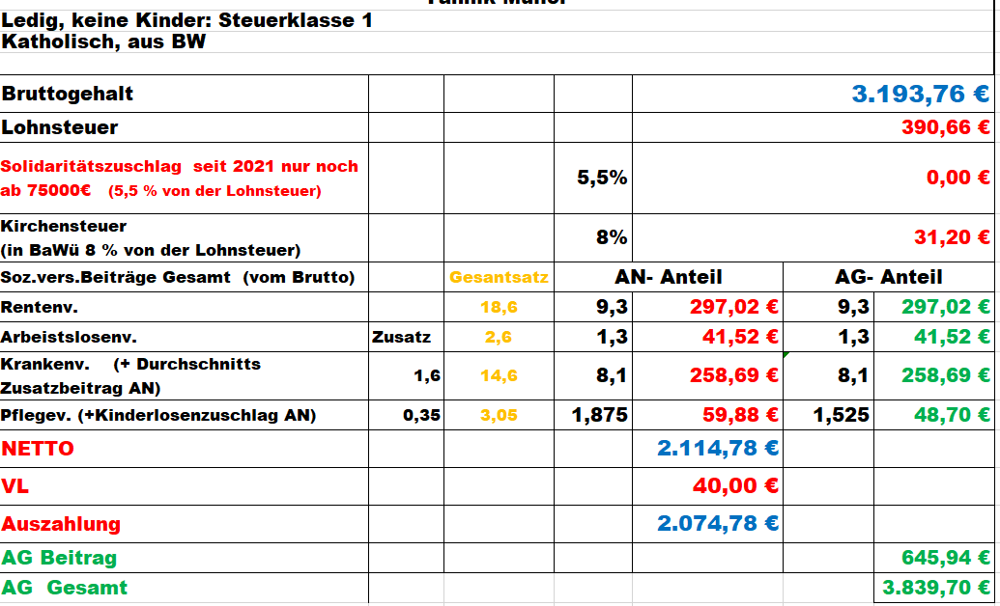 Ledig, keine Kinder: Steuerklasse 1
Katholisch, aus BW
Bruttogehalt 3.193,76 €
Lohnsteuer 390,66 €
Solidaritätszuschlag seit 2021 nur noch
ab 75000€ (5,5 % von der Lohnsteuer) 5,5% 0,00 €
Kirchensteuer
(in BaWü 8 % von der Lohnsteuer) 8% 31,20 €
Soz.vers.Beiträge Gesamt (vom Brutto) Gesantsatz AN- Anteil AG- Anteil
Rentenv. 18,6 9,3 297,02 € 9,3 297,02 €
Arbeistslosenv. Zusatz 2,6 1,3 41,52 € 1,3 41,52 €
Krankenv. (+ Durchschnitts
Zusatzbeitrag AN) 1,6 14,6 8,1 258,69 € 8,1 258,69 €
Pflegev. (+Kinderlosenzuschlag AN) 0,35 3,05 1,875 59,88 € 1,525 48,70 €
NETTO 2.114,78 €
VL 40,00 €
Auszahlung 2.074,78 €
AG Beitrag 645,94 €
AG Gesamt 3.839,70 €